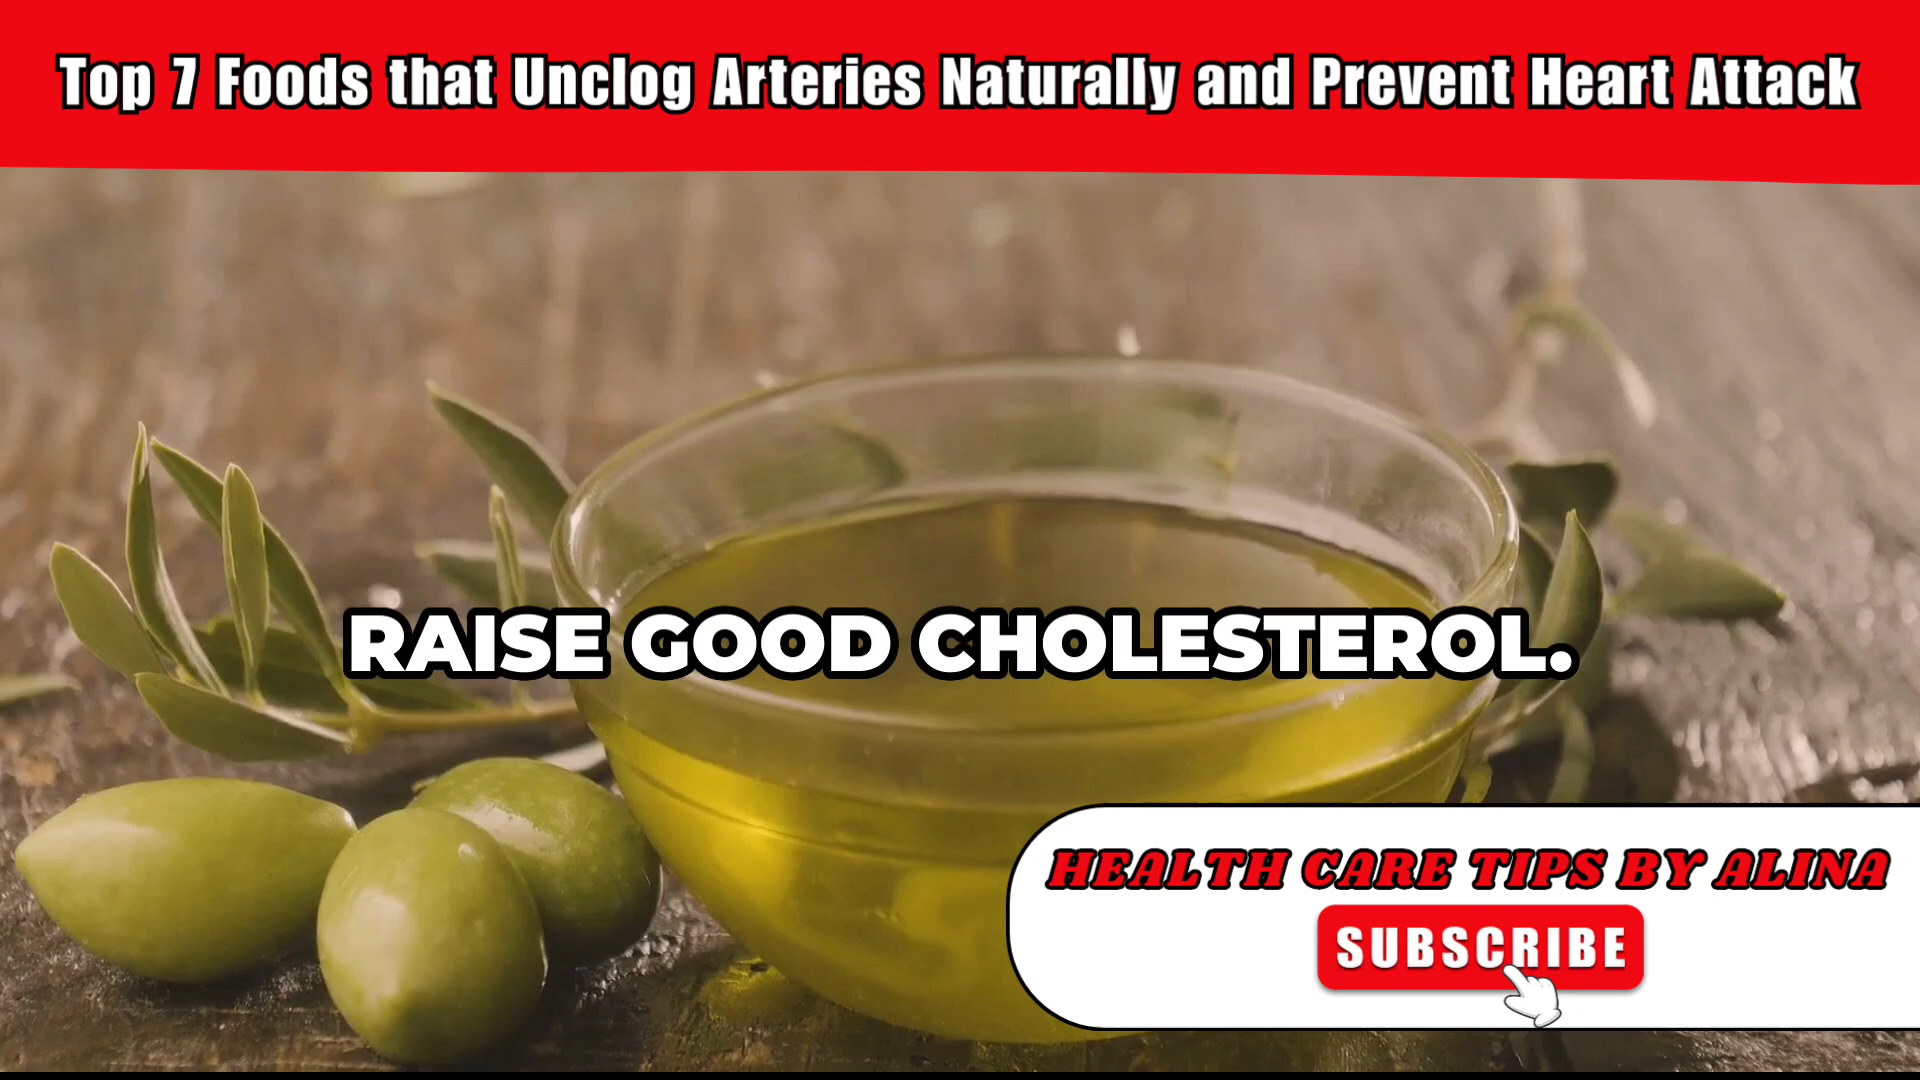 Top 7 Foods that Unclog Arteries Naturally and Prevent Heart Attack
RAISE GOOD CHOLESTEROL.
HEALTH CARE TIPS BY ALINA
SUBSCRIBE